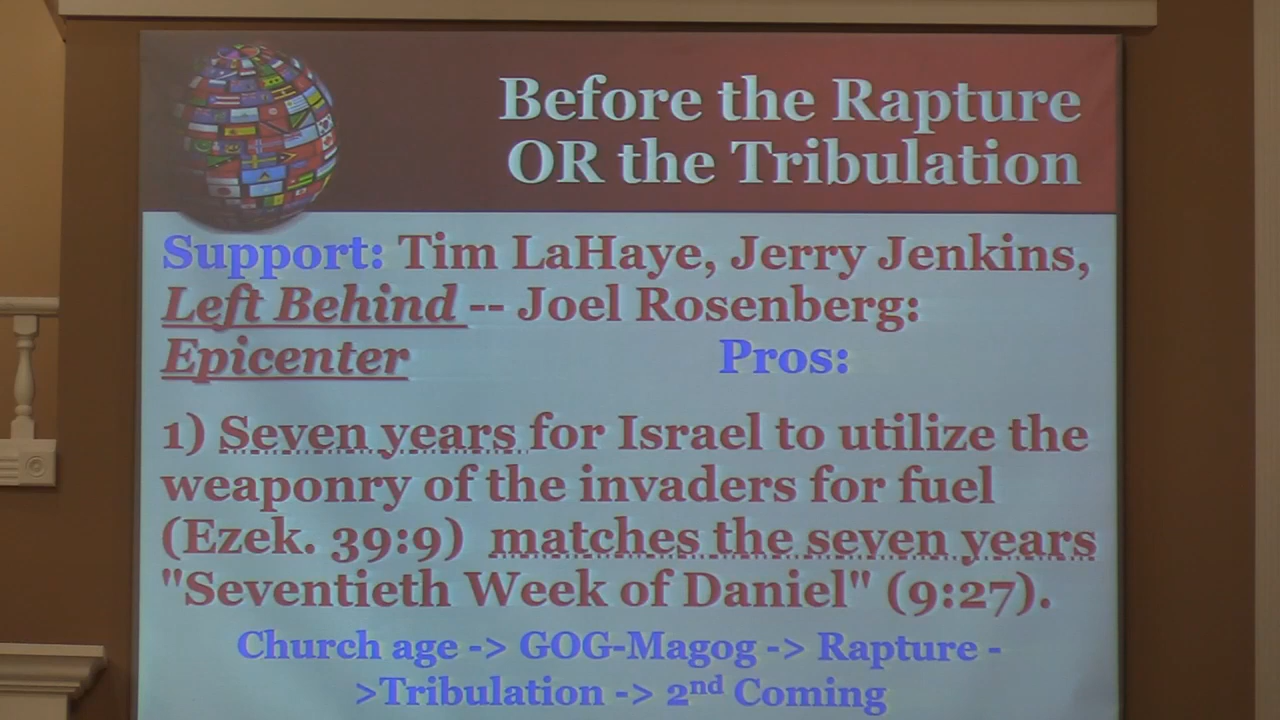 Before the Rapture
OR the Tribulation
Support: Tim LaHaye, Jerry Jenkins,
Left Behind -- Joel Rosenberg:
Epicenter Pros:
1) Seven years for Israel to utilize the
weaponry of the invaders for fuel
(Ezek. 39:9) matches the seven years
"Seventieth Week of Daniel" (9:27).
Church age -> GOG-Magog -> Rapture -
>Tribulation -> 2nd Coming